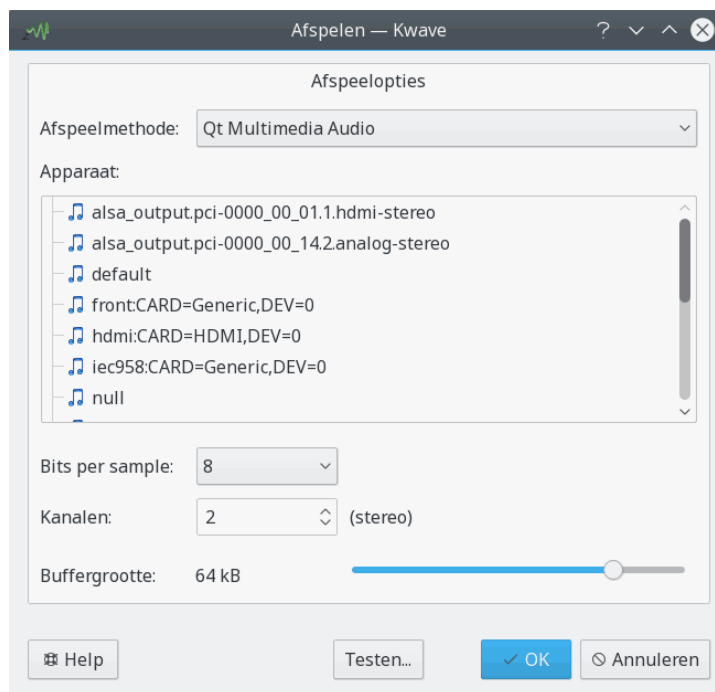 Afspelen — Kwave
Afspeelopties
Afspeelmethode: Qt Multimedia Audio
Apparaat:
alsa_output.pci-0000_00_01.1.hdmi-stereo
alsa_output.pci-0000_00_14.2.analog-stereo
default
front:CARD=Generic,DEV=0
hdmi:CARD=HDMI,DEV=0
iec958:CARD=Generic,DEV=0
null
Bits per sample: 8
Kanalen: 2 (stereo)
Buffergrootte: 64 kB
Help Testen... OK Annuleren